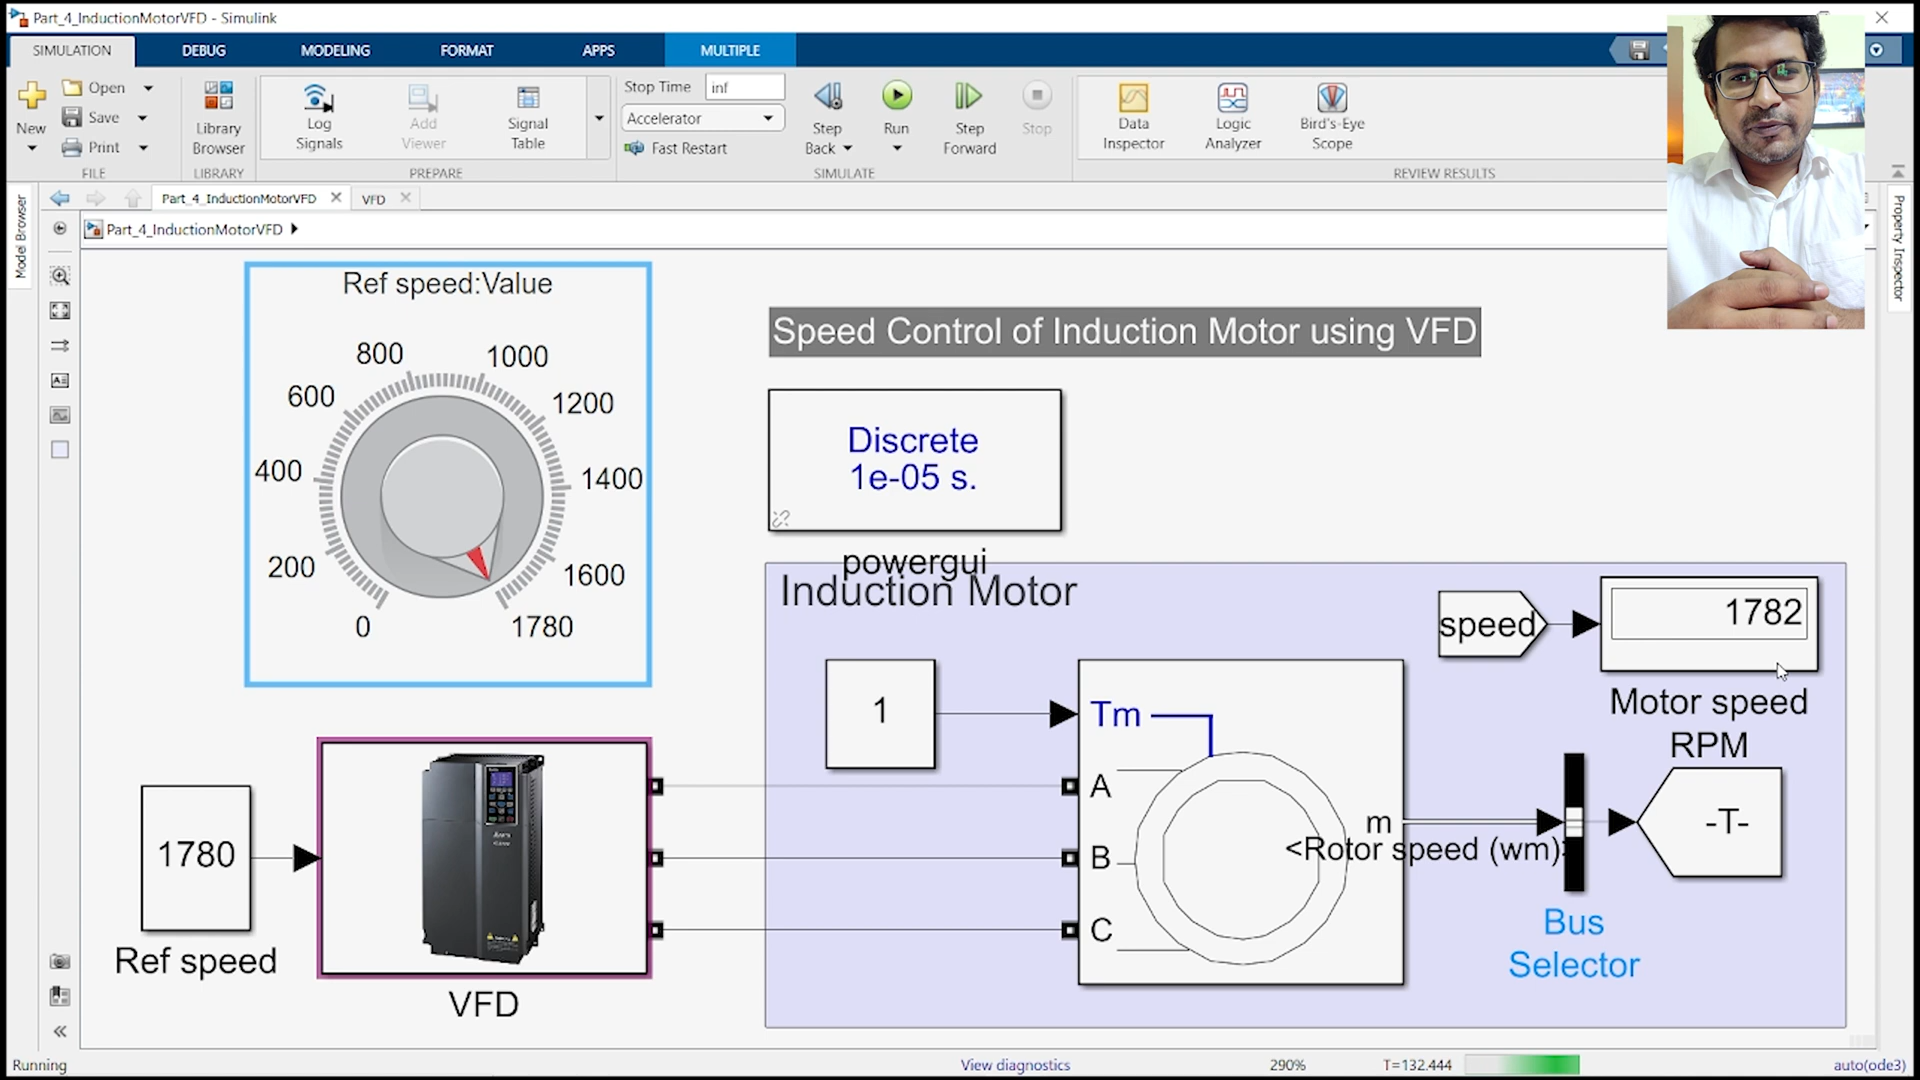 Part_4_InductionMotorVFD - Simulink
SIMULATION
DEBUG
MODELING
FORMAT
APPS
MULTIPLE
New
Open
Save
Print
FILE
Library
Browser
LIBRARY
Log
Signals
Add
Viewer
Signal
Table
PREPARE
Stop Time
inf
Accelerator
Fast Restart
Step
Back
Run
Step
Forward
Stop
SIMULATE
Data
Inspector
Logic
Analyzer
Bird's-Eye
Scope
REVIEW RESULTS
Model Browser
Part_4_InductionMotorVFD
VFD
Part_4_InductionMotorVFD
Property Inspector
Ref speed:Value
0
200
400
600
800
1000
1200
1400
1600
1780
Speed Control of Induction Motor using VFD
Discrete
1e-05 s.
powergui
Induction Motor
speed
1782
Motor speed
RPM
1
Tm
A
B
C
m
<Rotor speed (wm)>
-T-
Bus
Selector
1780
Ref speed
VFD
Running
View diagnostics
290%
T=132.444
auto(ode3)